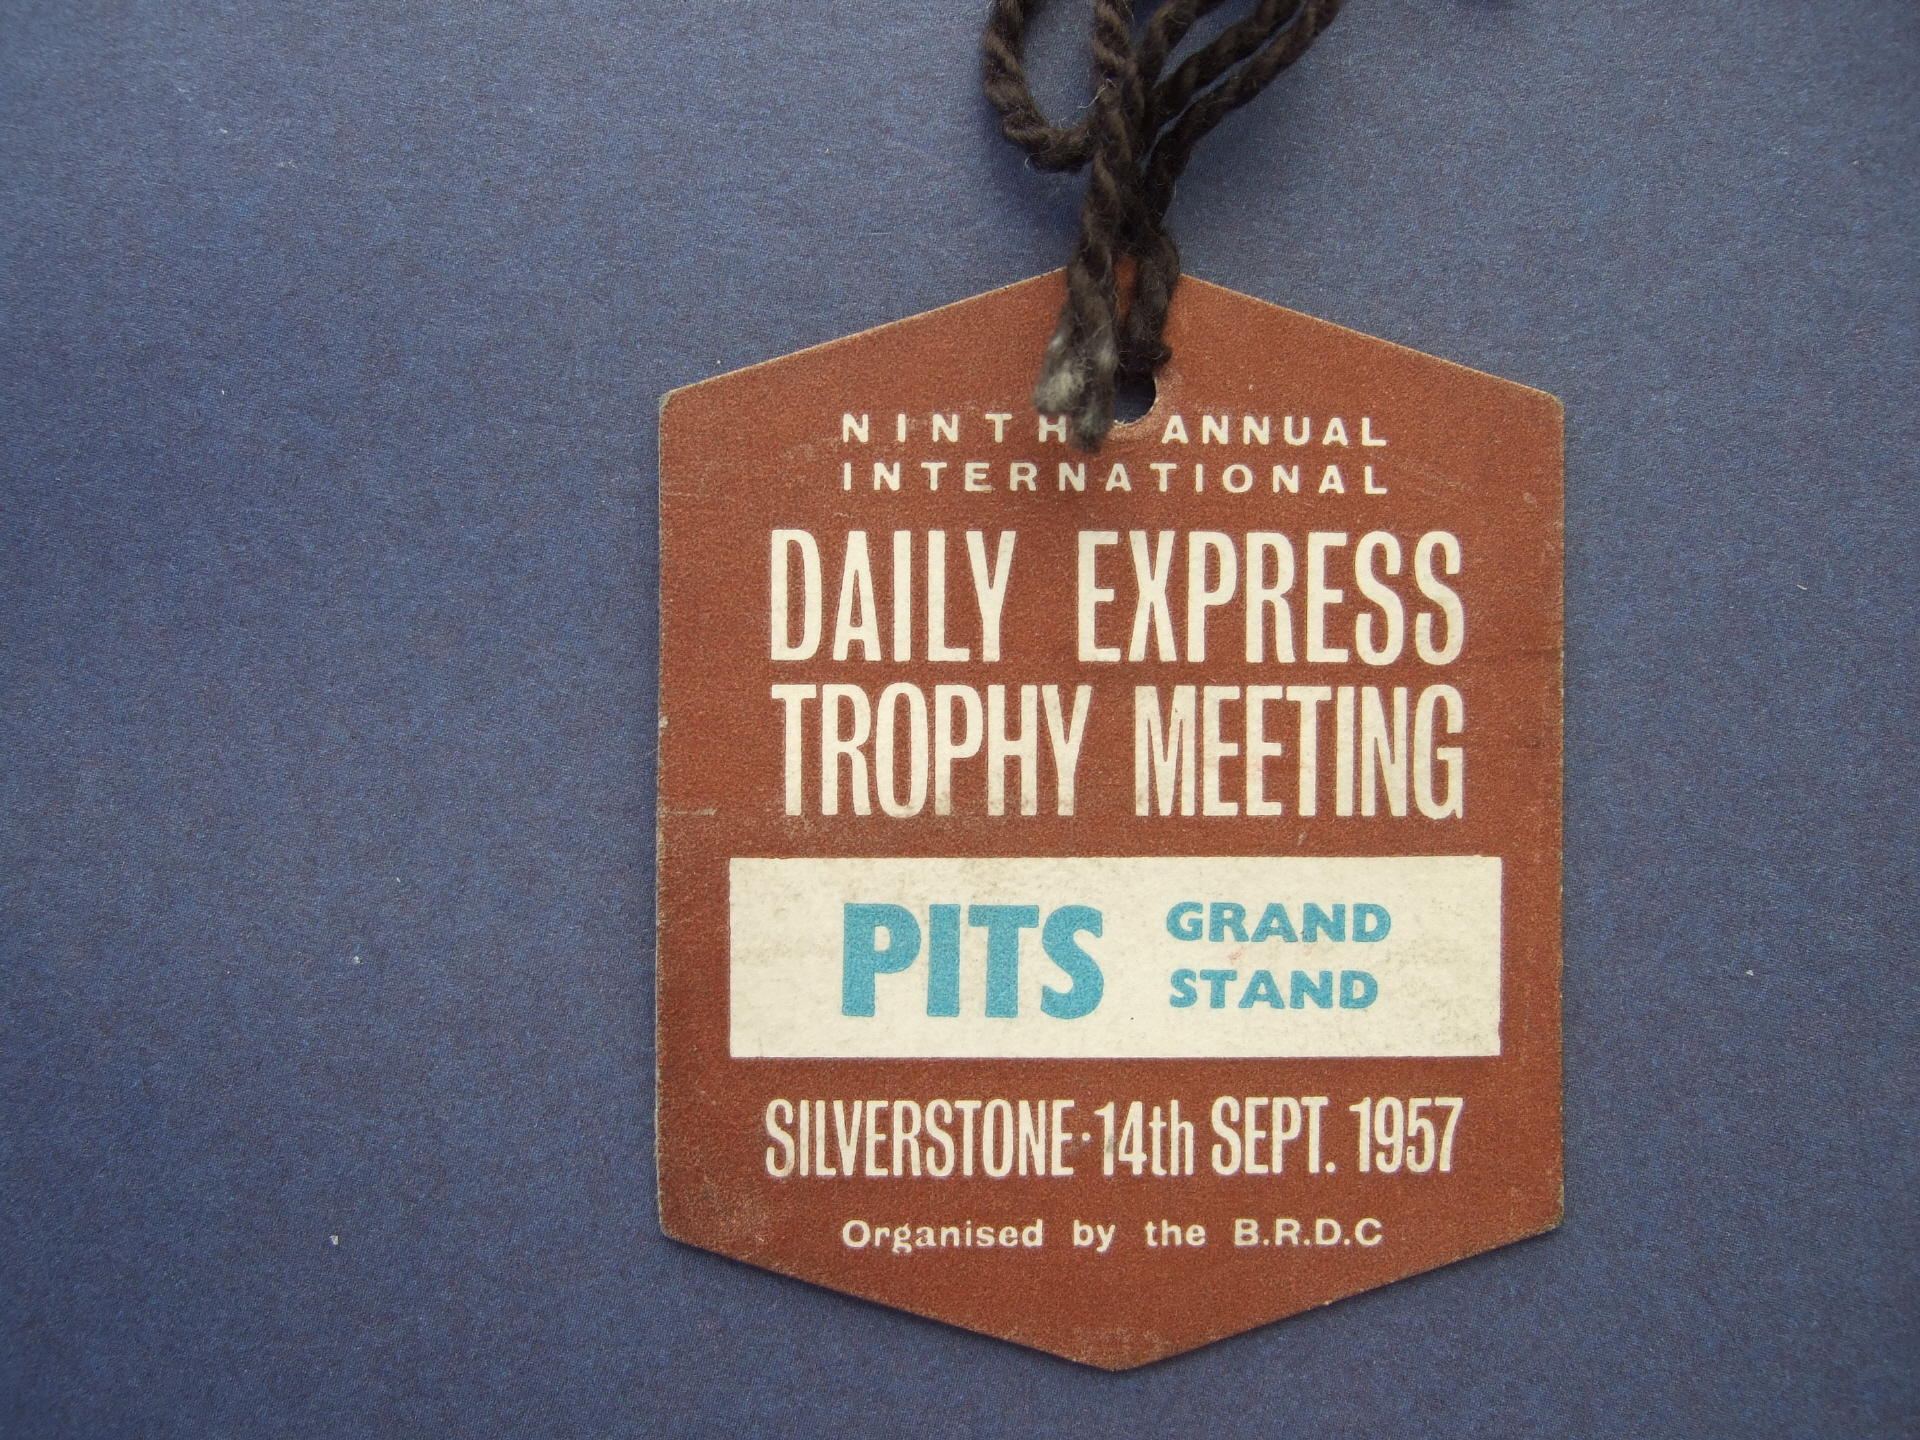 NINTH ANNUAL
INTERNATIONAL
DAILY EXPRESS
TROPHY MEETING
PITS GRAND
STAND
SILVERSTONE·14th SEPT. 1957
Organised by the B.R.D.C